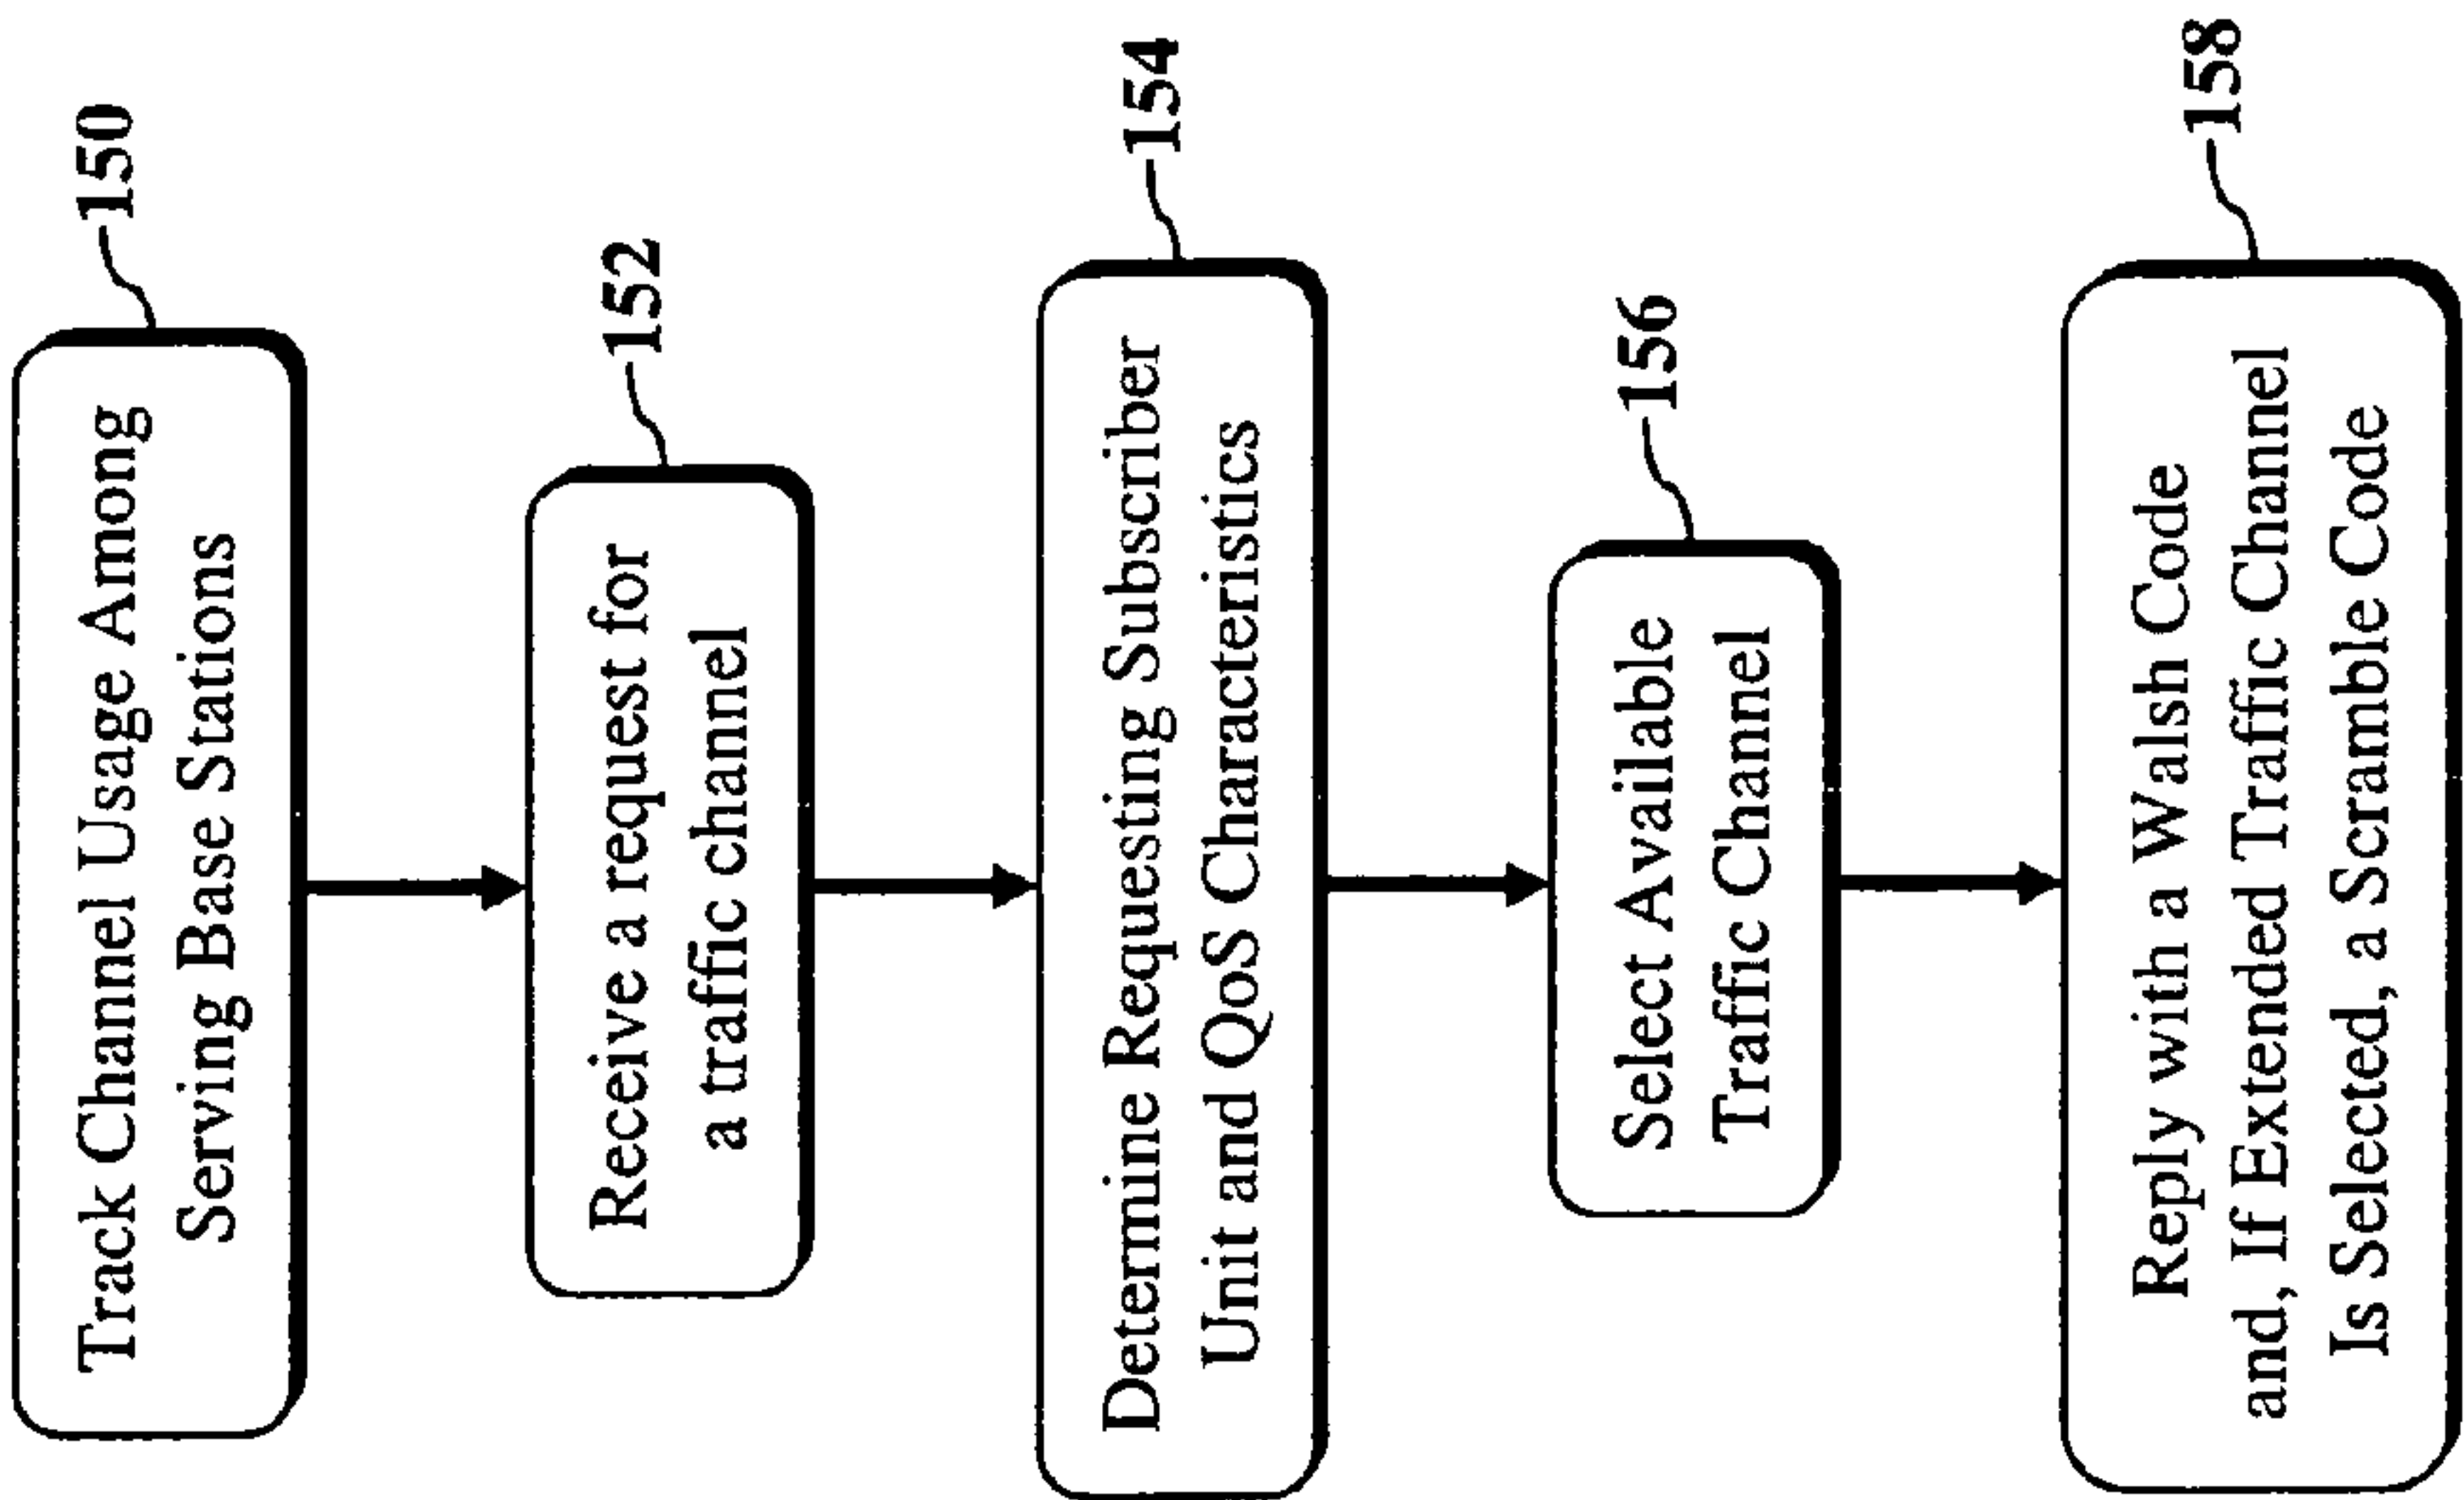 Track Channel Usage Among
Serving Base Stations
150
Receive a request for
a traffic channel
152
Determine Requesting Subscriber
Unit and QoS Characteristics
154
Select Available
Traffic Channel
156
Reply with a Walsh Code
and, If Extended Traffic Channel
Is Selected, a Scramble Code
158